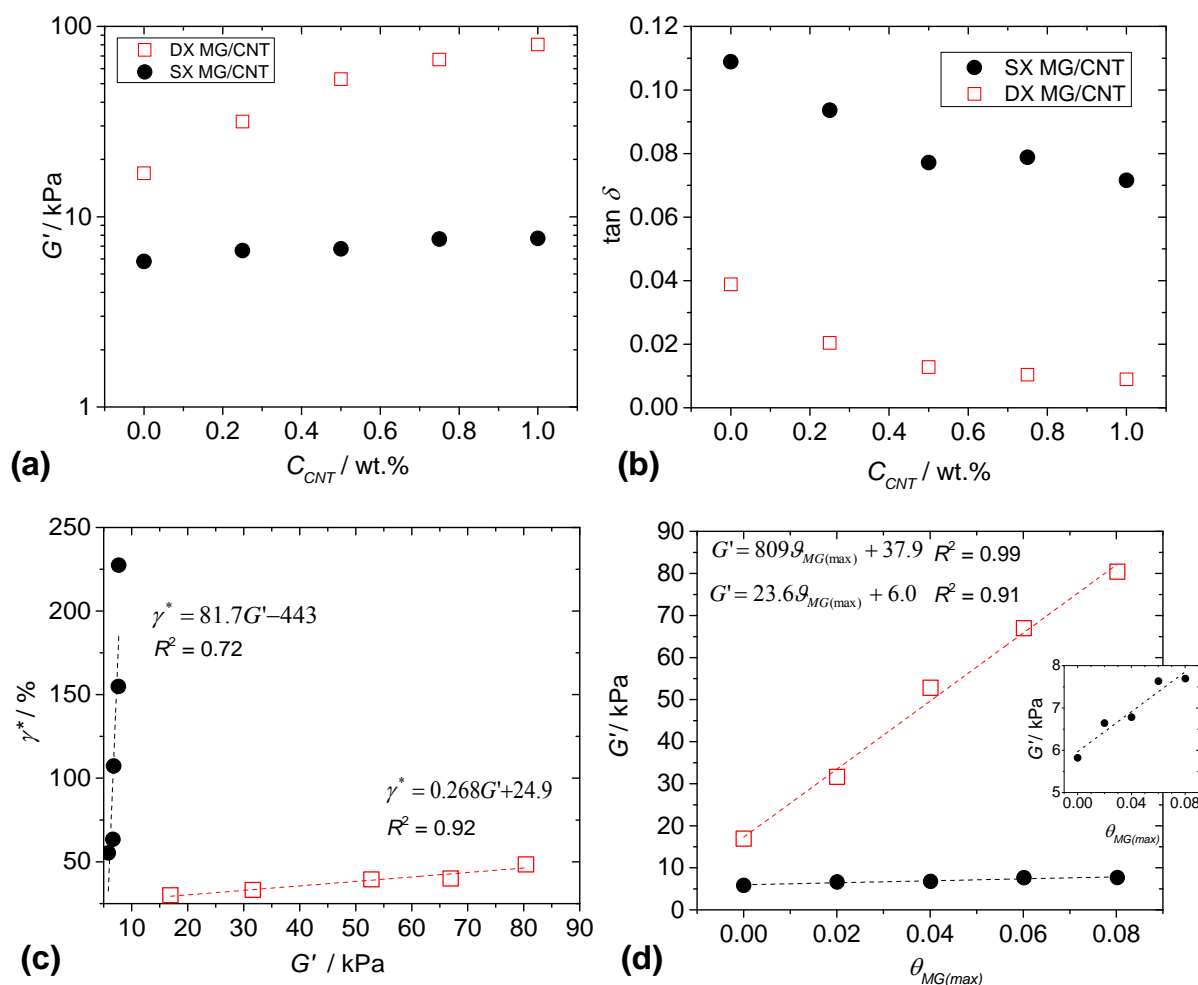 100
10
1
G' / kPa
DX MG/CNT
SX MG/CNT
0.0 0.2 0.4 0.6 0.8 1.0
(a)
C_CNT / wt.%
0.12
0.10
0.08
0.06
0.04
0.02
0.00
tan δ
SX MG/CNT
DX MG/CNT
0.0 0.2 0.4 0.6 0.8 1.0
(b)
C_CNT / wt.%
250
200
150
100
50
γ* / %
γ* = 81.7G'−443
R² = 0.72
γ* = 0.268G'+24.9
R² = 0.92
10 20 30 40 50 60 70 80 90
(c)
G' / kPa
90
80
70
60
50
40
30
20
10
0
G' / kPa
G' = 809ϑ_MG(max) + 37.9 R² = 0.99
G' = 23.6ϑ_MG(max) + 6.0 R² = 0.91
8
7
6
5
G' / kPa
0.00 0.04 0.08
θ_MG(max)
0.00 0.02 0.04 0.06 0.08
(d)
θ_MG(max)